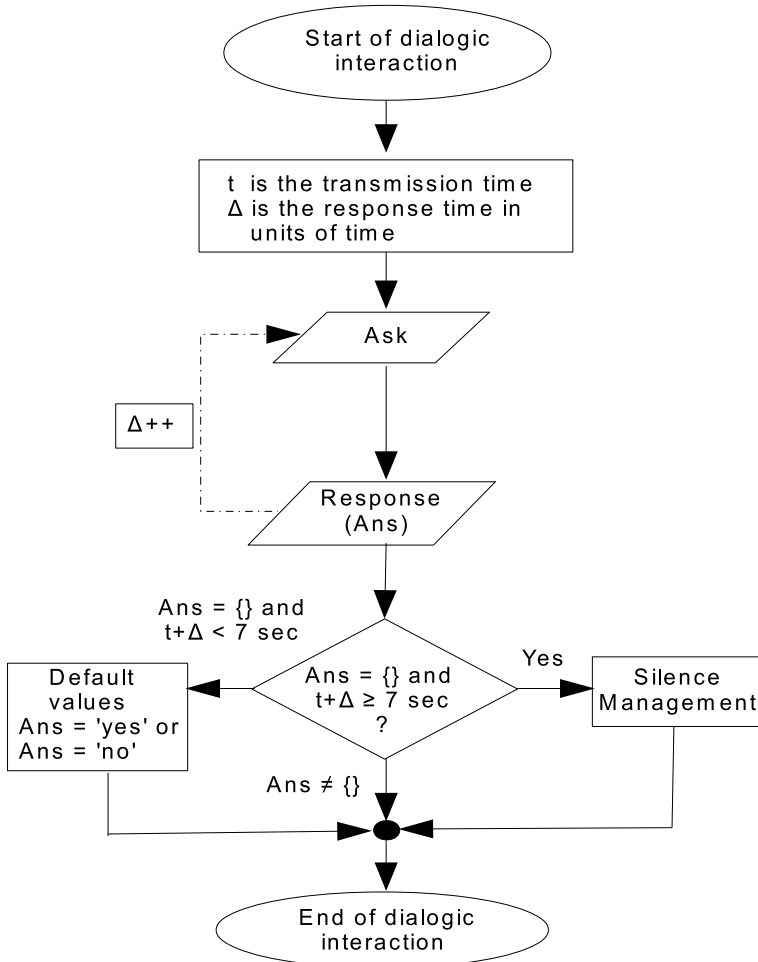 Start of dialogic
interaction
t is the transmission time
Δ is the response time in
units of time
Ask
Δ++
Response
(Ans)
Ans = {} and
t+Δ < 7 sec
Ans = {} and
t+Δ ≥ 7 sec
?
Yes
Silence
Management
Default
values
Ans = 'yes' or
Ans = 'no'
Ans ≠ {}
End of dialogic
interaction